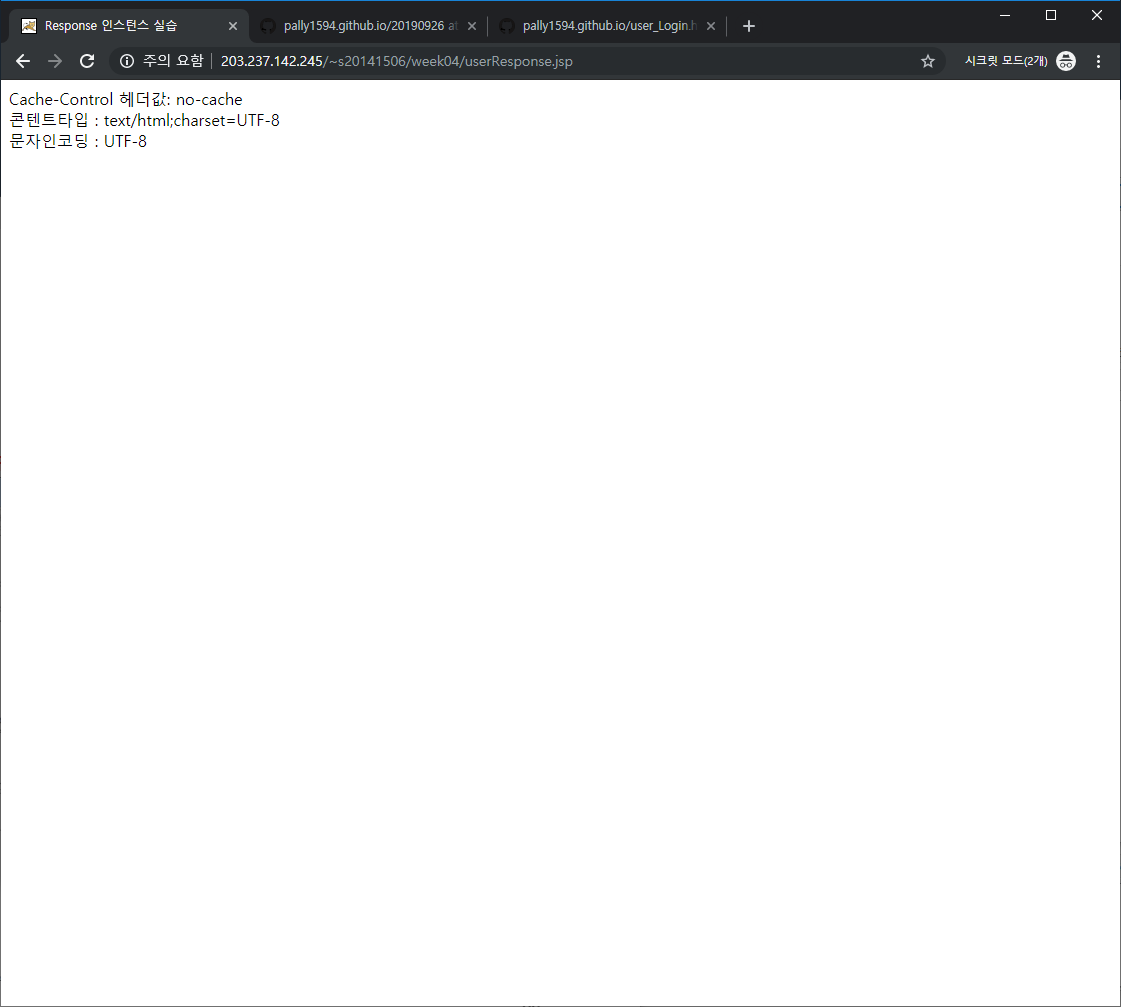 Response 인스턴스 실습
pally1594.github.io/20190926 at
pally1594.github.io/user_Login.h
주의 요함
203.237.142.245/~s20141506/week04/userResponse.jsp
시크릿 모드(2개)
Cache-Control 헤더값: no-cache
콘텐트타입 : text/html;charset=UTF-8
문자인코딩 : UTF-8